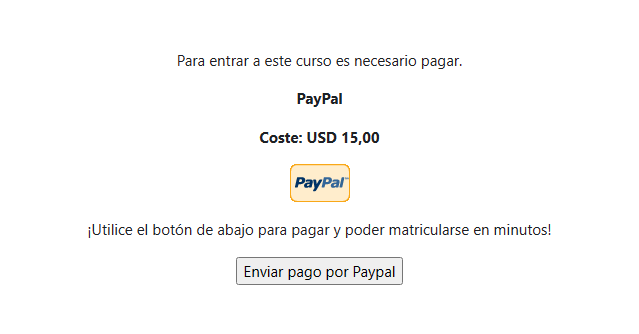 Para entrar a este curso es necesario pagar.
PayPal
Coste: USD 15,00
PayPal™
¡Utilice el botón de abajo para pagar y poder matricularse en minutos!
Enviar pago por Paypal